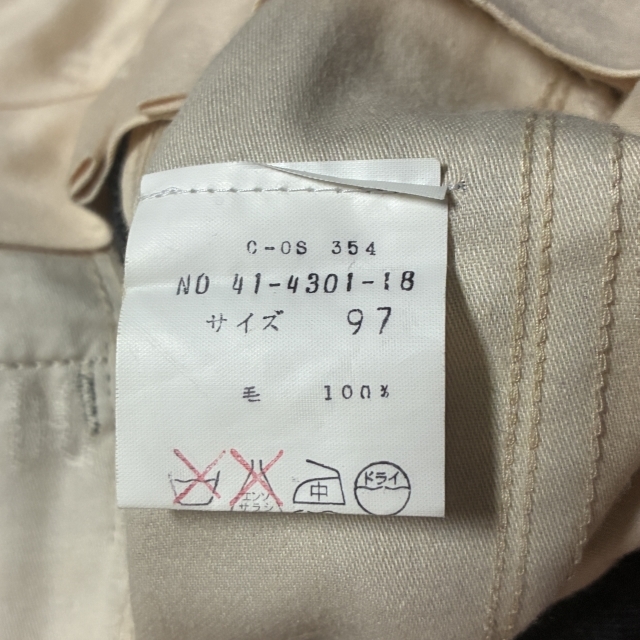 C-OS 354
NO 41-4301-18
サイズ 97
毛 100%
エンソ 中 ドライ
サラシ